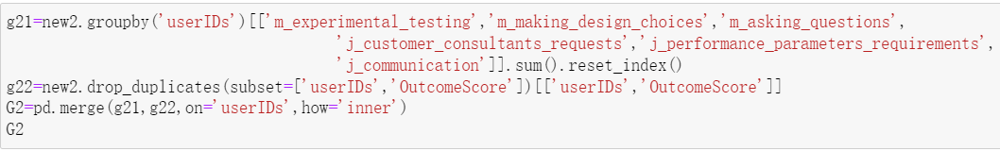 g21=new2.groupby('userIDs')[['m_experimental_testing','m_making_design_choices','m_asking_questions',
'j_customer_consultants_requests','j_performance_parameters_requirements',
'j_communication']].sum().reset_index()
g22=new2.drop_duplicates(subset=['userIDs','OutcomeScore'])[['userIDs','OutcomeScore']]
G2=pd.merge(g21,g22,on='userIDs',how='inner')
G2